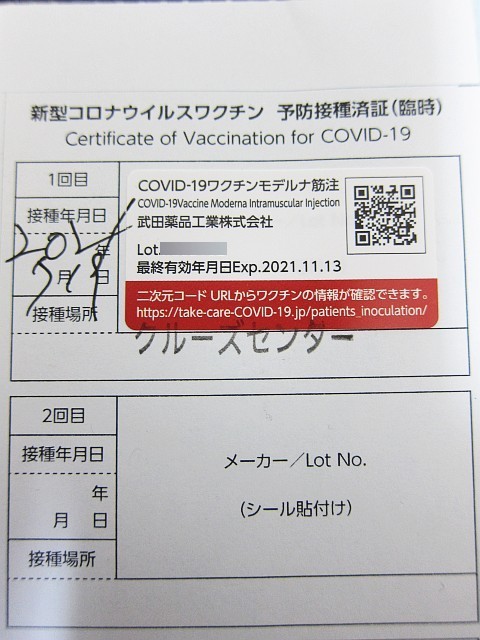 新型コロナウイルスワクチン 予防接種済証(臨時)
Certificate of Vaccination for COVID-19
1回目
接種年月日
2021年
月 日
接種場所
COVID-19ワクチンモデルナ筋注
COVID-19Vaccine Moderna Intramuscular Injection
武田薬品工業株式会社
Lot.
最終有効年月日Exp.2021.11.13
二次元コード URLからワクチンの情報が確認できます。
https://take-care-COVID-19.jp/patients_inoculation/
クルーズセンター
2回目
接種年月日
年
月 日
接種場所
メーカー/Lot No.
(シール貼付け)